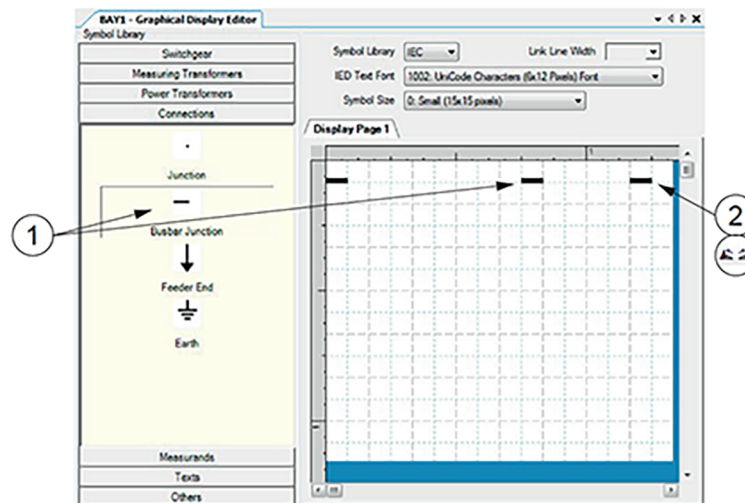 BAY1 - Graphical Display Editor
Symbol Library
Switchgear
Measuring Transformers
Power Transformers
Connections
Junction
Busbar Junction
Feeder End
Earth
Measurands
Texts
Others
Symbol Library IEC Link Line Width
IED Text Font 1002: UniCode Characters (6x12 Pixels) Font
Symbol Size 0: Small (15x15 pixels)
Display Page 1
1
1
1
2